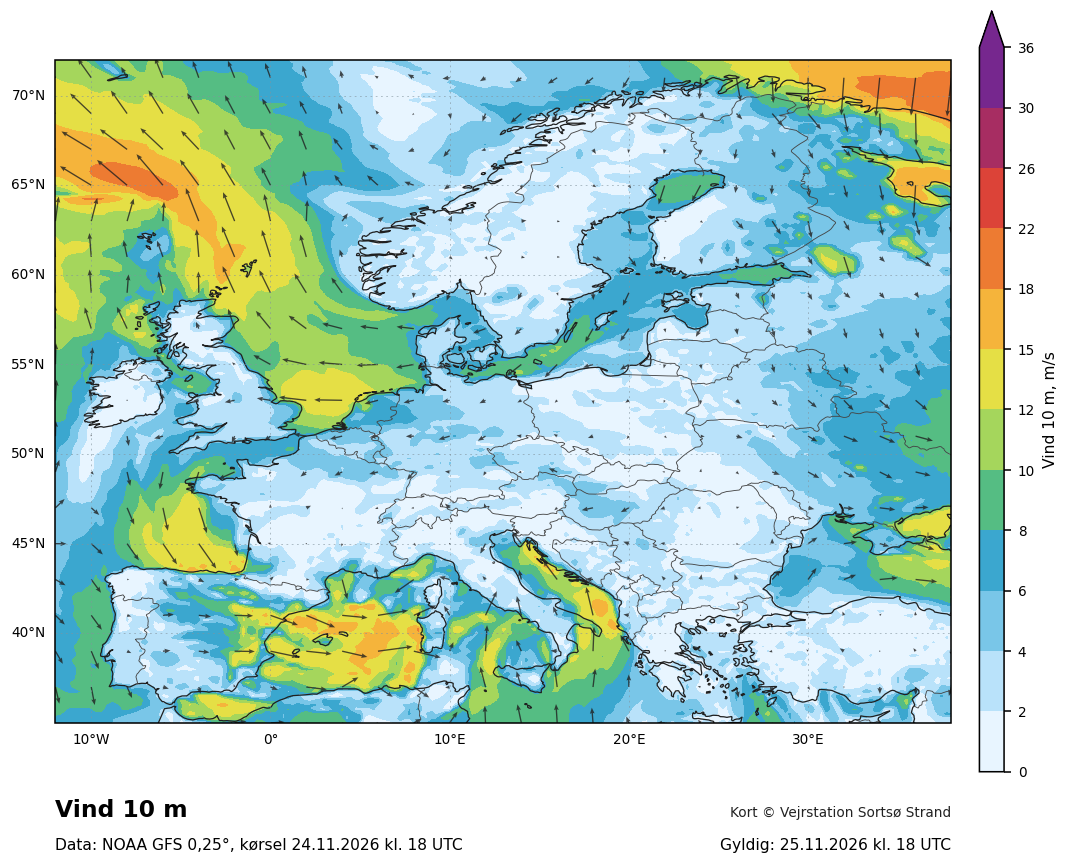 36
30
26
22
18
15
12
10
8
6
4
2
0
Vind 10 m, m/s
70°N
65°N
60°N
55°N
50°N
45°N
40°N
10°W
0°
10°E
20°E
30°E
Vind 10 m
Kort © Vejrstation Sortsø Strand
Data: NOAA GFS 0,25°, kørsel 24.11.2026 kl. 18 UTC
Gyldig: 25.11.2026 kl. 18 UTC